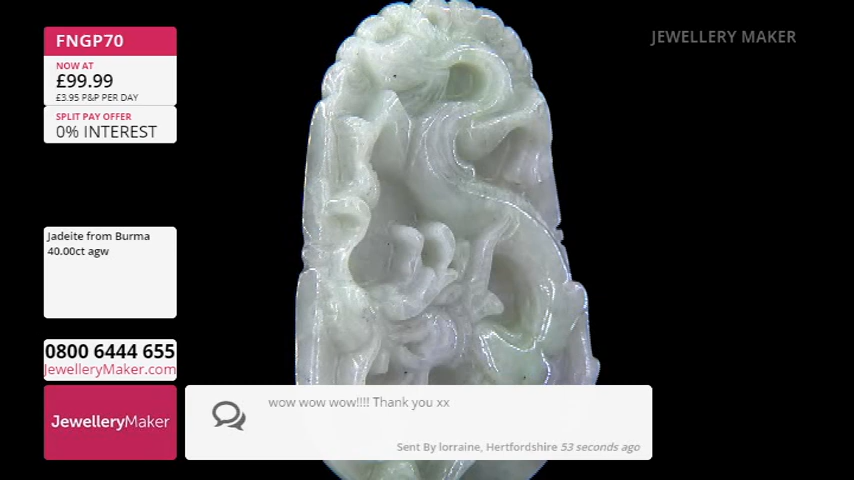 FNGP70
NOW AT
£99.99
£3.95 P&P PER DAY
SPLIT PAY OFFER
0% INTEREST
JEWELLERY MAKER
Jadeite from Burma
40.00ct agw
0800 6444 655
JewelleryMaker.com
JewelleryMaker
wow wow wow!!!! Thank you xx
Sent By lorraine, Hertfordshire 53 seconds ago